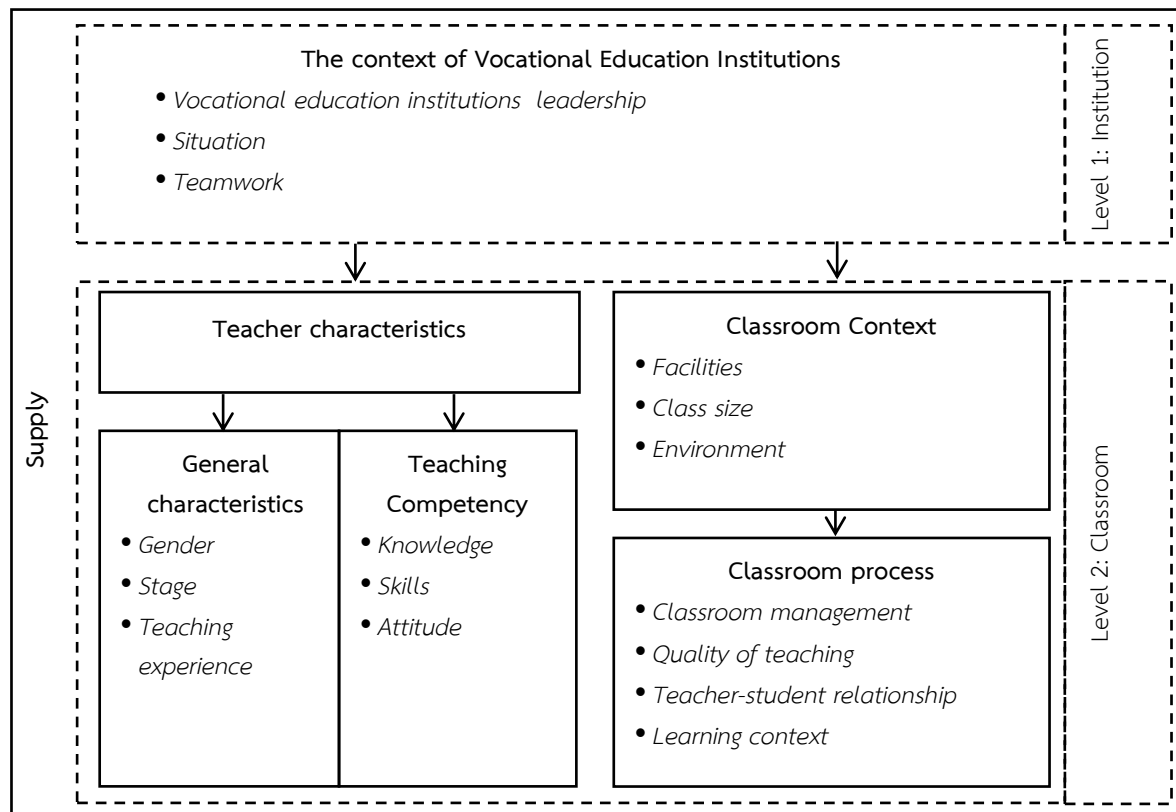 The context of Vocational Education Institutions
• Vocational education institutions leadership
• Situation
• Teamwork
Level 1: Institution
Supply
Teacher characteristics
General
characteristics
• Gender
• Stage
• Teaching
experience
Teaching
Competency
• Knowledge
• Skills
• Attitude
Classroom Context
• Facilities
• Class size
• Environment
Classroom process
• Classroom management
• Quality of teaching
• Teacher-student relationship
• Learning context
Level 2: Classroom